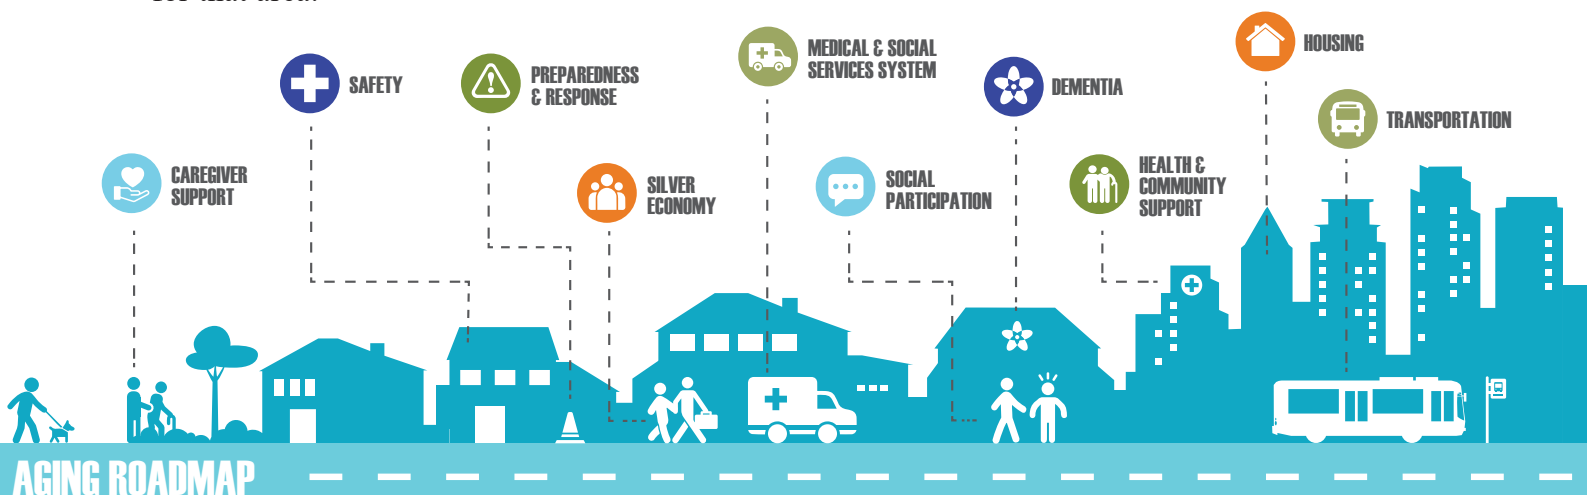 CAREGIVER
SUPPORT
SAFETY
PREPAREDNESS
& RESPONSE
SILVER
ECONOMY
MEDICAL & SOCIAL
SERVICES SYSTEM
SOCIAL
PARTICIPATION
DEMENTIA
HEALTH &
COMMUNITY
SUPPORT
HOUSING
TRANSPORTATION
AGING ROADMAP